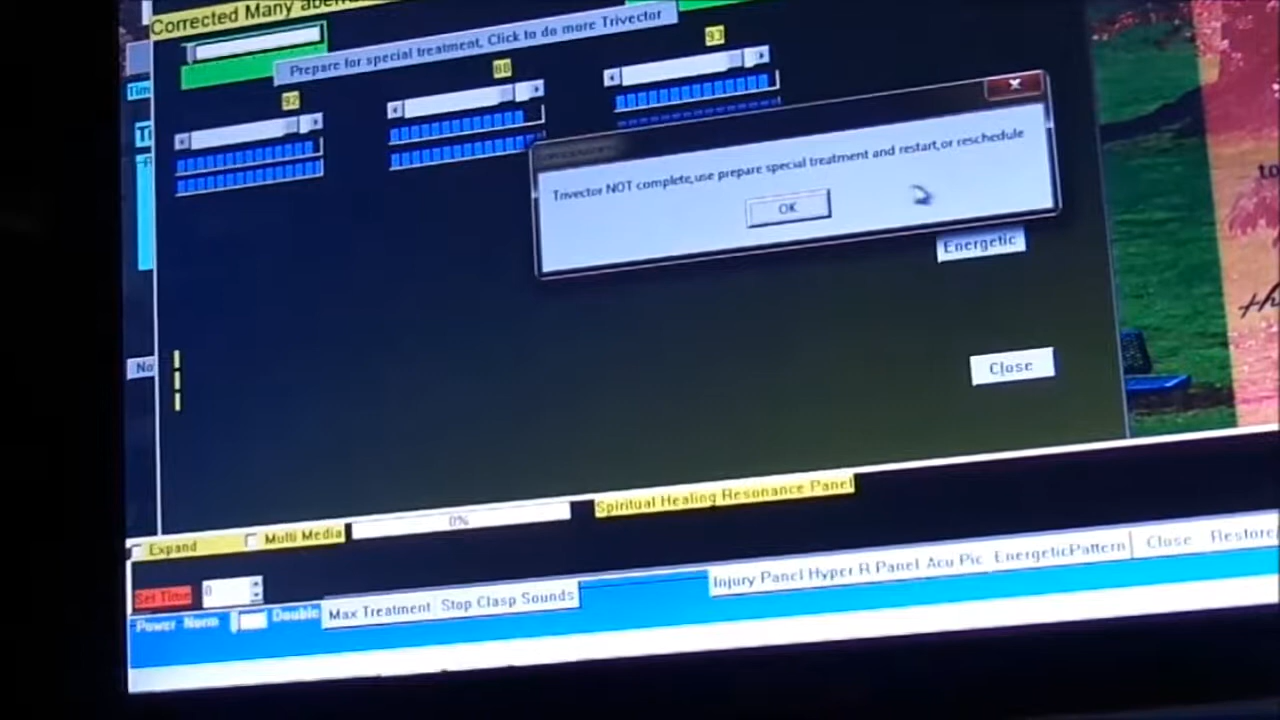 Corrected Many
Prepare for special treatment, Click to do more Trivector
92
88
93
Trivector NOT complete,use prepare special treatment and restart,or reschedule
OK
Energetic
Close
No
to
Spiritual Healing Resonance Panel
Expand
Multi Media
0%
Set Time
0
Injury Panel
Hyper R Panel
Acu Pic
EnergeticPattern
Close
Restore
Power Norm
Double
Max Treatment
Stop Clasp Sounds